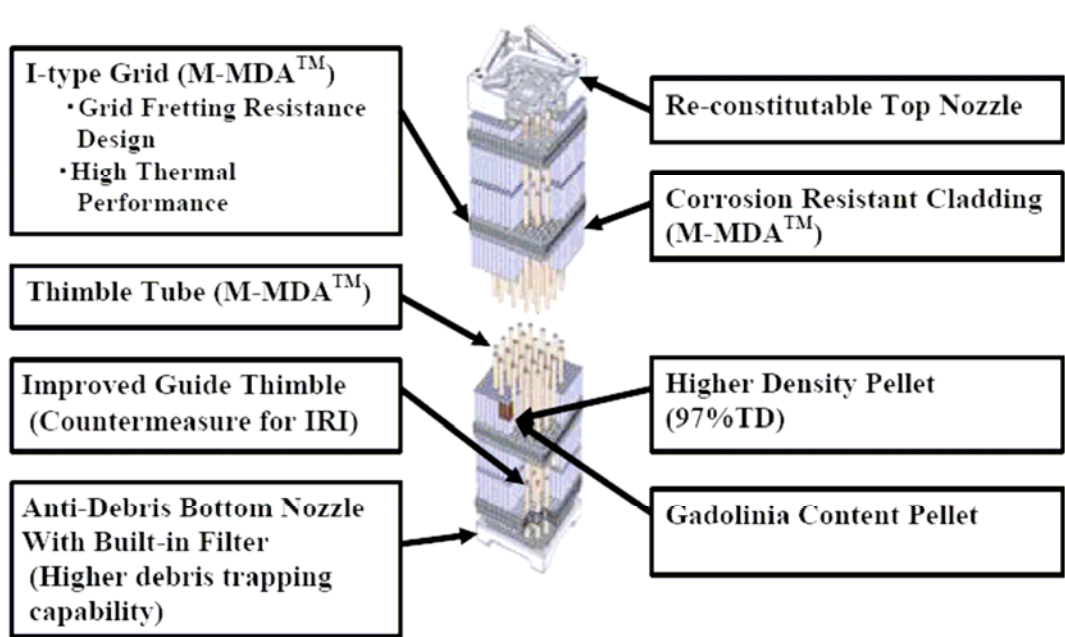 I-type Grid (M-MDA™)
・Grid Fretting Resistance
Design
・High Thermal
Performance
Thimble Tube (M-MDA™)
Improved Guide Thimble
(Countermeasure for IRI)
Anti-Debris Bottom Nozzle
With Built-in Filter
(Higher debris trapping
capability)
Re-constitutable Top Nozzle
Corrosion Resistant Cladding
(M-MDA™)
Higher Density Pellet
(97%TD)
Gadolinia Content Pellet